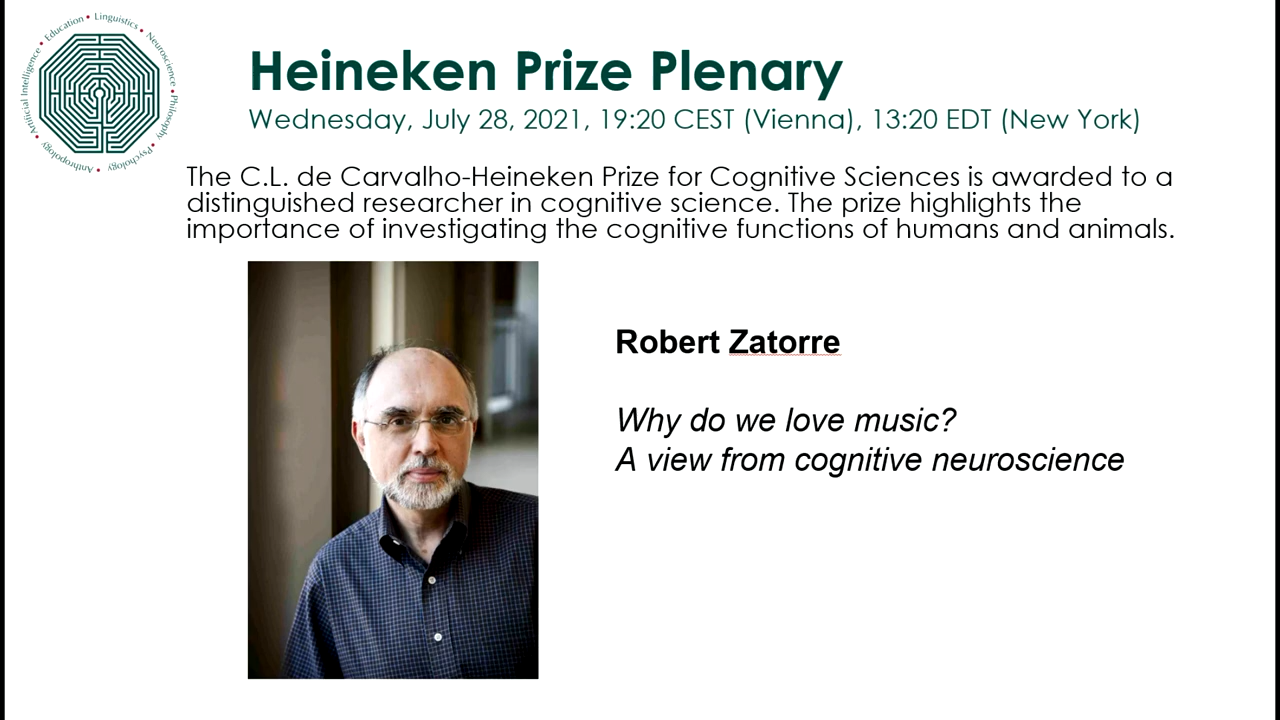 Artificial Intelligence • Education • Linguistics • Neuroscience • Philosophy • Psychology • Anthropology •
Heineken Prize Plenary
Wednesday, July 28, 2021, 19:20 CEST (Vienna), 13:20 EDT (New York)
The C.L. de Carvalho-Heineken Prize for Cognitive Sciences is awarded to a
distinguished researcher in cognitive science. The prize highlights the
importance of investigating the cognitive functions of humans and animals.
Robert Zatorre
Why do we love music?
A view from cognitive neuroscience